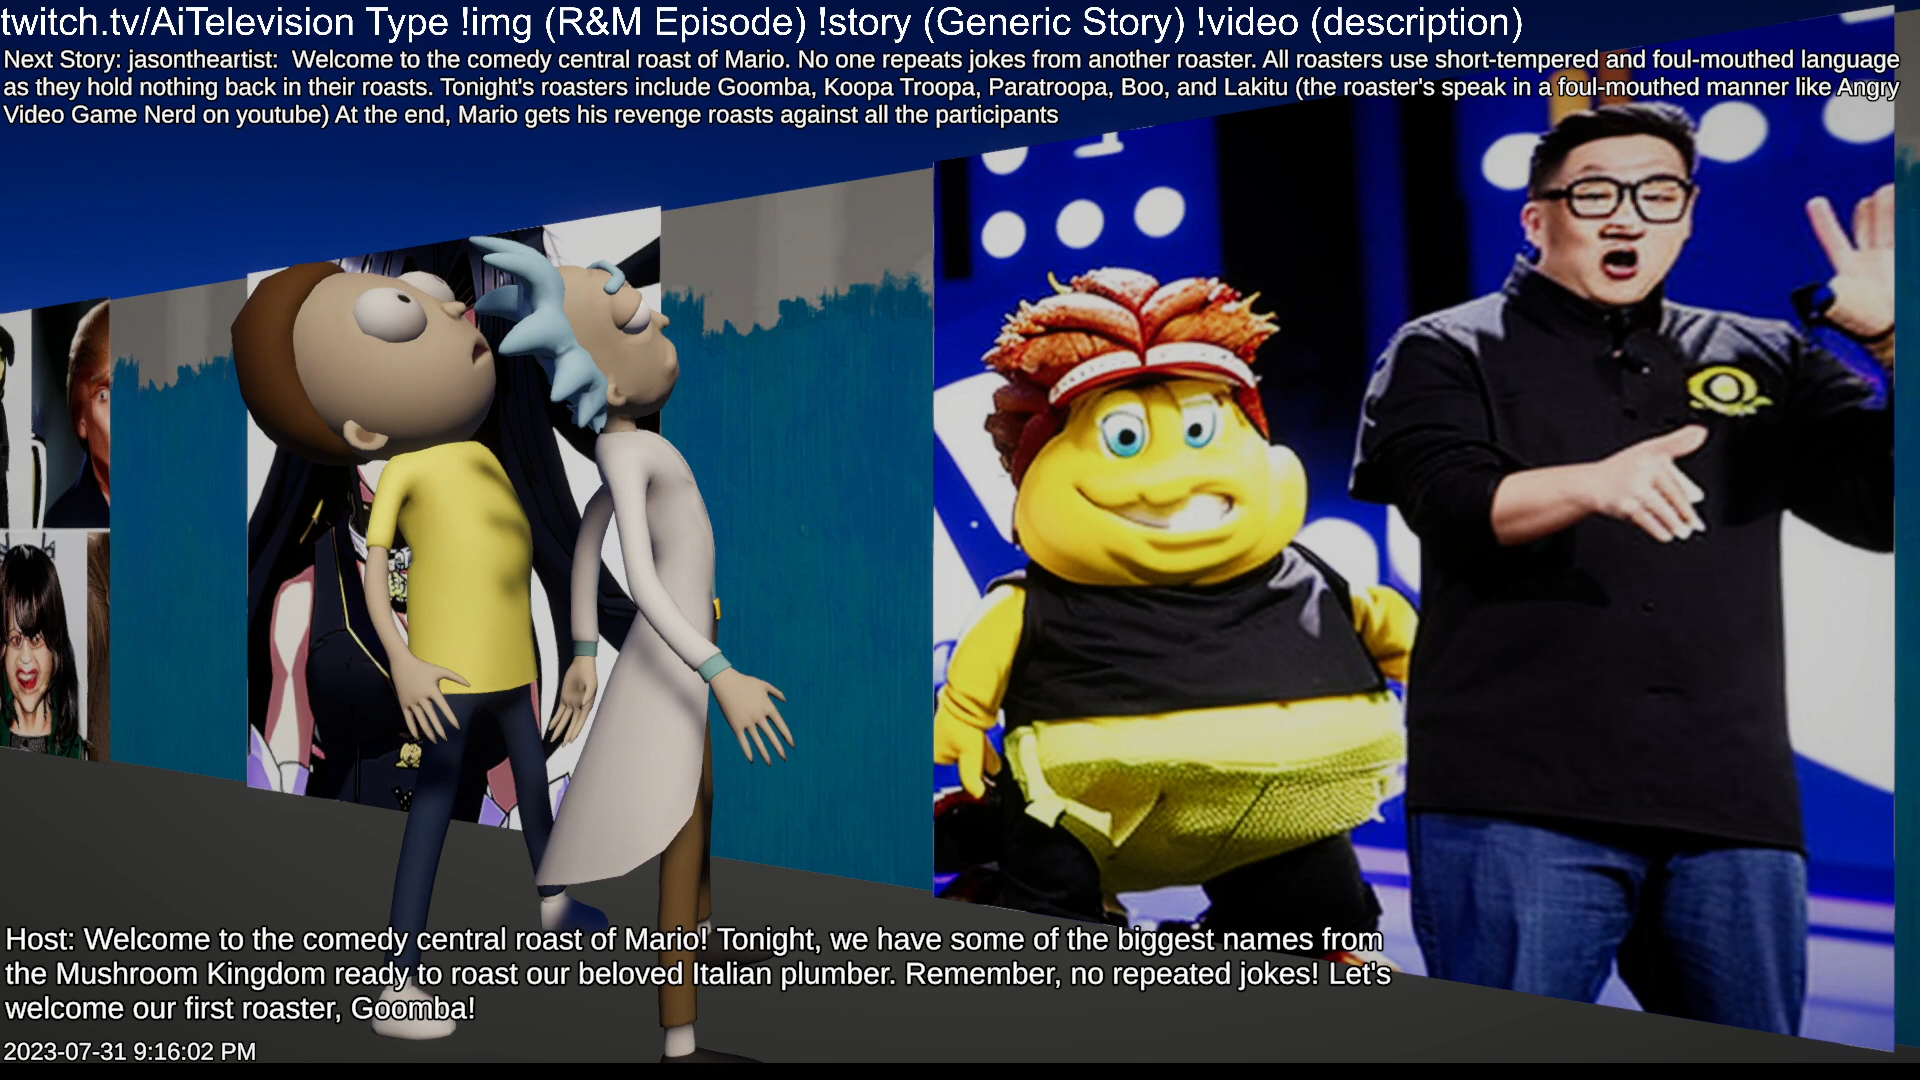 twitch.tv/AiTelevision Type !img (R&M Episode) !story (Generic Story) !video (description)
Next Story: jasontheartist:  Welcome to the comedy central roast of Mario. No one repeats jokes from another roaster. All roasters use short-tempered and foul-mouthed language
as they hold nothing back in their roasts. Tonight's roasters include Goomba, Koopa Troopa, Paratroopa, Boo, and Lakitu (the roaster's speak in a foul-mouthed manner like Angry
Video Game Nerd on youtube) At the end, Mario gets his revenge roasts against all the participants
Host: Welcome to the comedy central roast of Mario! Tonight, we have some of the biggest names from
the Mushroom Kingdom ready to roast our beloved Italian plumber. Remember, no repeated jokes! Let's
welcome our first roaster, Goomba!
2023-07-31 9:16:02 PM